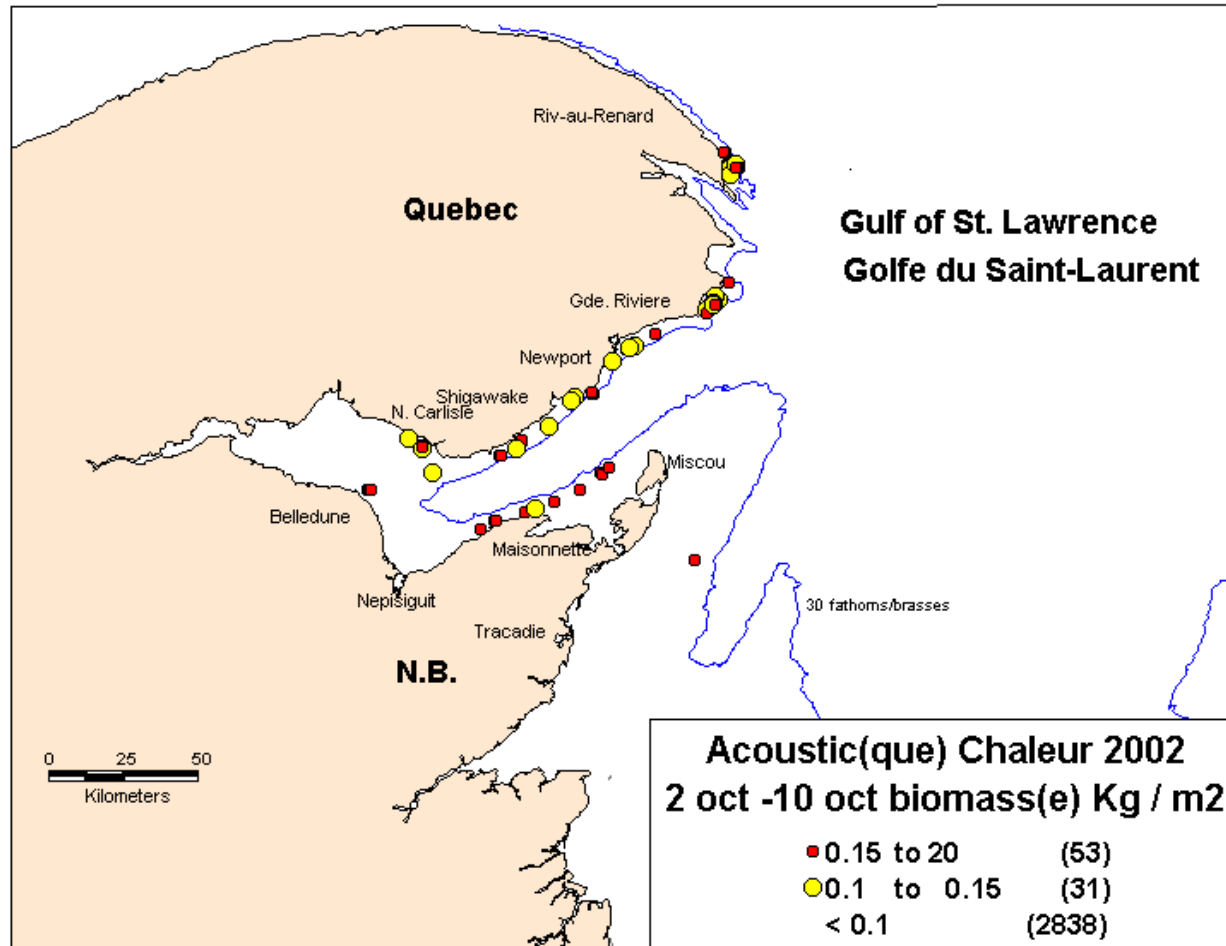 Riv-au-Renard
Quebec
Gulf of St. Lawrence
Golfe du Saint-Laurent
Gde. Riviere
Newport
Shigawake
N. Carlisle
Miscou
Belledune
Maisonnette
Nepisiguit
30 fathoms/brasses
Tracadie
N.B.
0 25 50
Kilometers
Acoustic(que) Chaleur 2002
2 oct -10 oct biomass(e) Kg / m2
0.15 to 20 (53)
0.1 to 0.15 (31)
< 0.1 (2838)